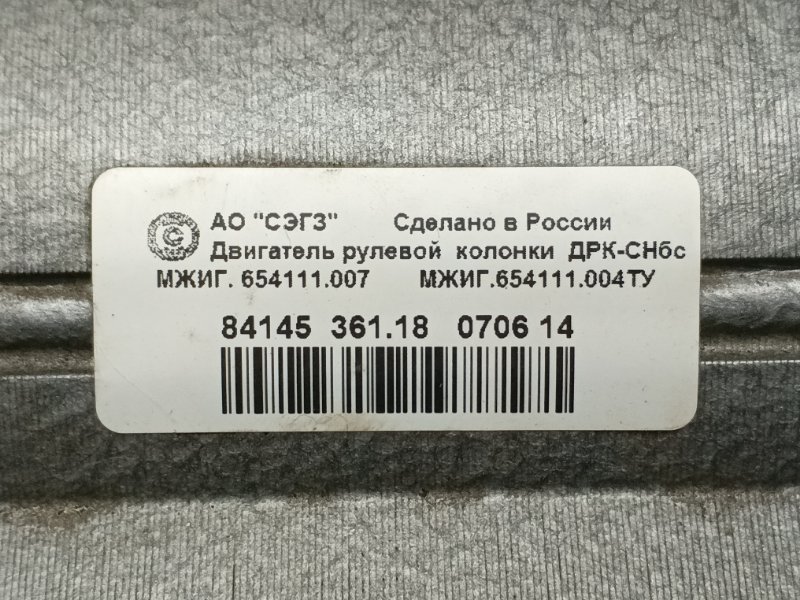 АО "СЭГЗ" Сделано в России
Двигатель рулевой колонки ДРК-СН6с
МЖИГ. 654111.007 МЖИГ.654111.004ТУ
84145 361.18 0706 14